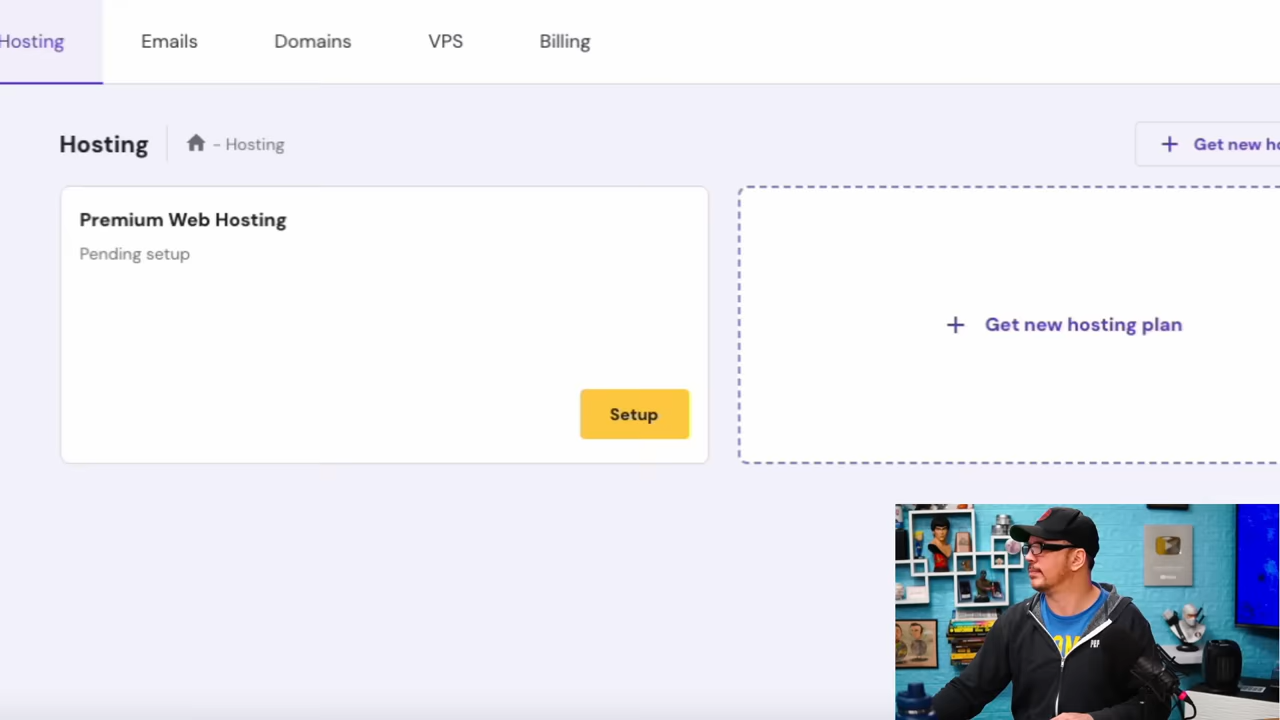 Hosting
Emails
Domains
VPS
Billing
Hosting
- Hosting
+ Get new
Premium Web Hosting
Pending setup
Setup
+ Get new hosting plan